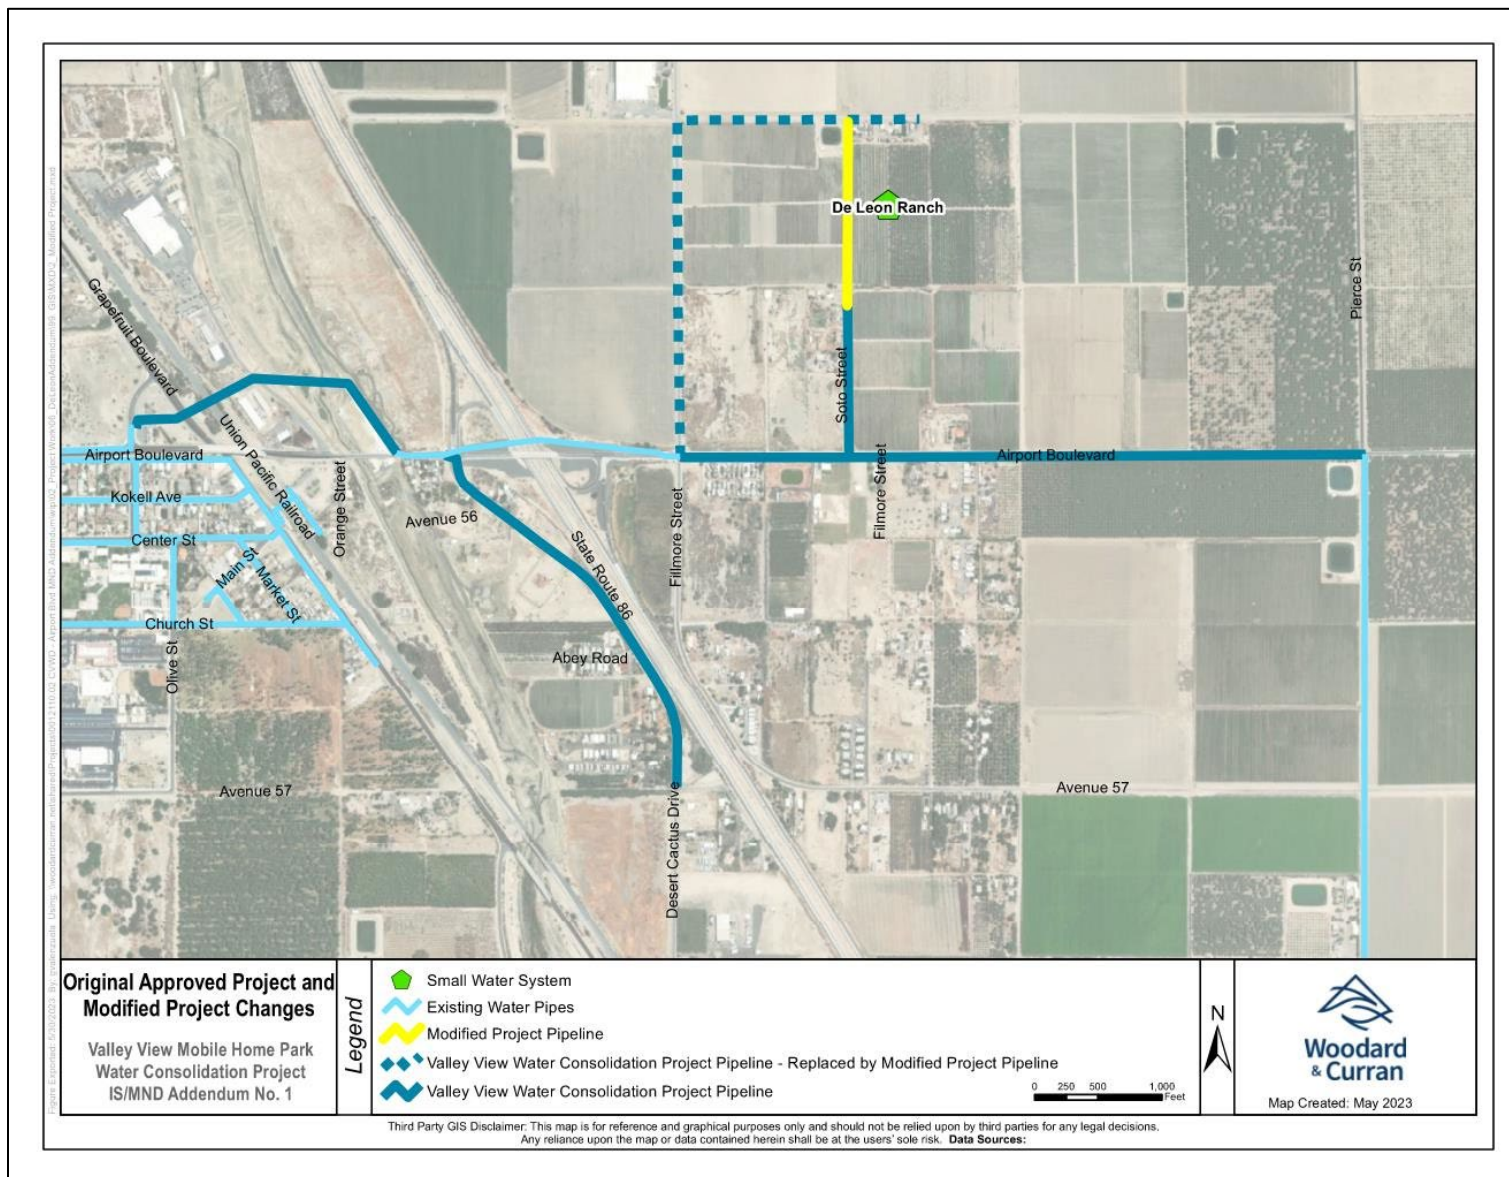 De Leon Ranch
Pierce St
Grapefruit Boulevard
Soto Street
Union Pacific Railroad
Airport Boulevard
Airport Boulevard
Kokell Ave
Orange Street
Filmore Street
Avenue 56
Center St
Fillmore Street
State Route 86
Main St
Market St
Church St
Abey Road
Olive St
Avenue 57
Avenue 57
Desert Cactus Drive
Original Approved Project and
Modified Project Changes
Valley View Mobile Home Park
Water Consolidation Project
IS/MND Addendum No. 1
Legend
Small Water System
Existing Water Pipes
Modified Project Pipeline
Valley View Water Consolidation Project Pipeline - Replaced by Modified Project Pipeline
Valley View Water Consolidation Project Pipeline
0 250 500 1,000
Feet
N
Woodard
& Curran
Map Created: May 2023
Third Party GIS Disclaimer: This map is for reference and graphical purposes only and should not be relied upon by third parties for any legal decisions.
Any reliance upon the map or data contained herein shall be at the users' sole risk. Data Sources: